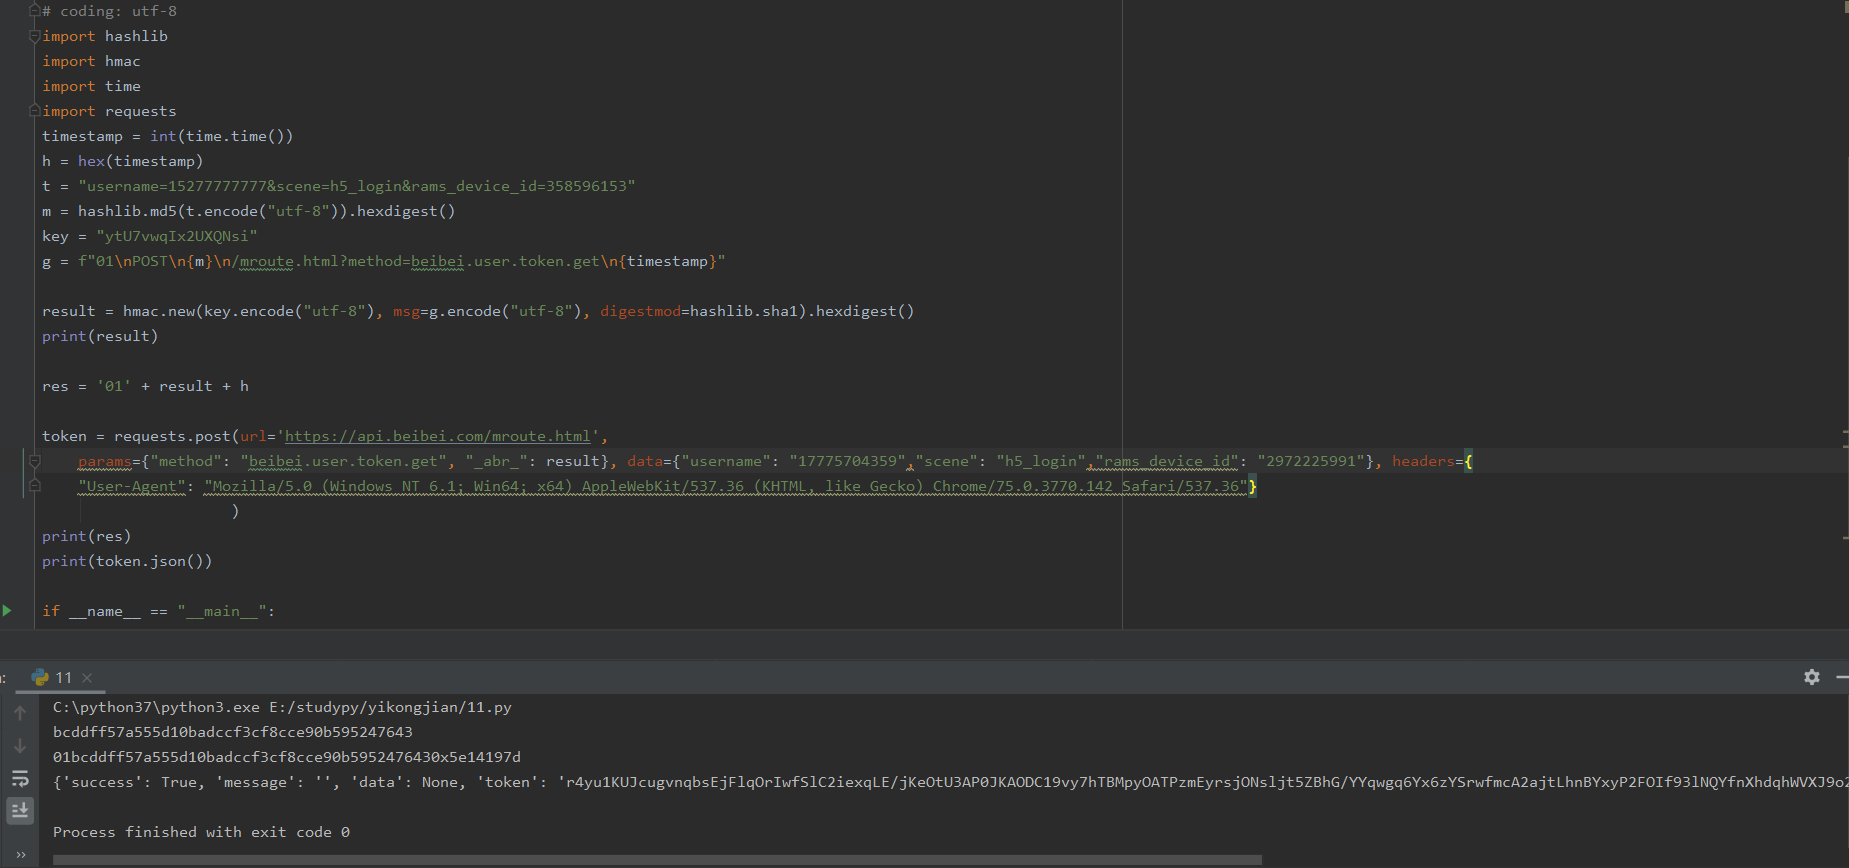 # coding: utf-8
import hashlib
import hmac
import time
import requests
timestamp = int(time.time())
h = hex(timestamp)
t = "username=15277777777&scene=h5_login&rams_device_id=358596153"
m = hashlib.md5(t.encode("utf-8")).hexdigest()
key = "ytU7vwqIx2UXQNsi"
g = f"01\nPOST\n{m}\n/mroute.html?method=beibei.user.token.get\n{timestamp}"
result = hmac.new(key.encode("utf-8"), msg=g.encode("utf-8"), digestmod=hashlib.sha1).hexdigest()
print(result)
res = '01' + result + h
token = requests.post(url='https://api.beibei.com/mroute.html',
params={"method": "beibei.user.token.get", "_abr_": result}, data={"username": "17775704359","scene": "h5_login","rams_device_id": "2972225991"}, headers={
"User-Agent": "Mozilla/5.0 (Windows NT 6.1; Win64; x64) AppleWebKit/537.36 (KHTML, like Gecko) Chrome/75.0.3770.142 Safari/537.36"}
)
print(res)
print(token.json())
if __name__ == "__main__":
11
C:\python37\python3.exe E:/studypy/yikongjian/11.py
bcddff57a555d10badccf3cf8cce90b595247643
01bcddff57a555d10badccf3cf8cce90b5952476430x5e14197d
{'success': True, 'message': '', 'data': None, 'token': 'r4yu1KUJcugvnqbsEjFlqOrIwfSlC2iexqLE/jKeOtU3AP0JKAODC19vy7hTBMpyOATPzmEyrsjONsljt5ZBhG/YYqwgq6Yx6zYSrwfmcA2ajtLhnBYxyP2FOIf93lNQYfnXhdqhWVXJ9o2
Process finished with exit code 0